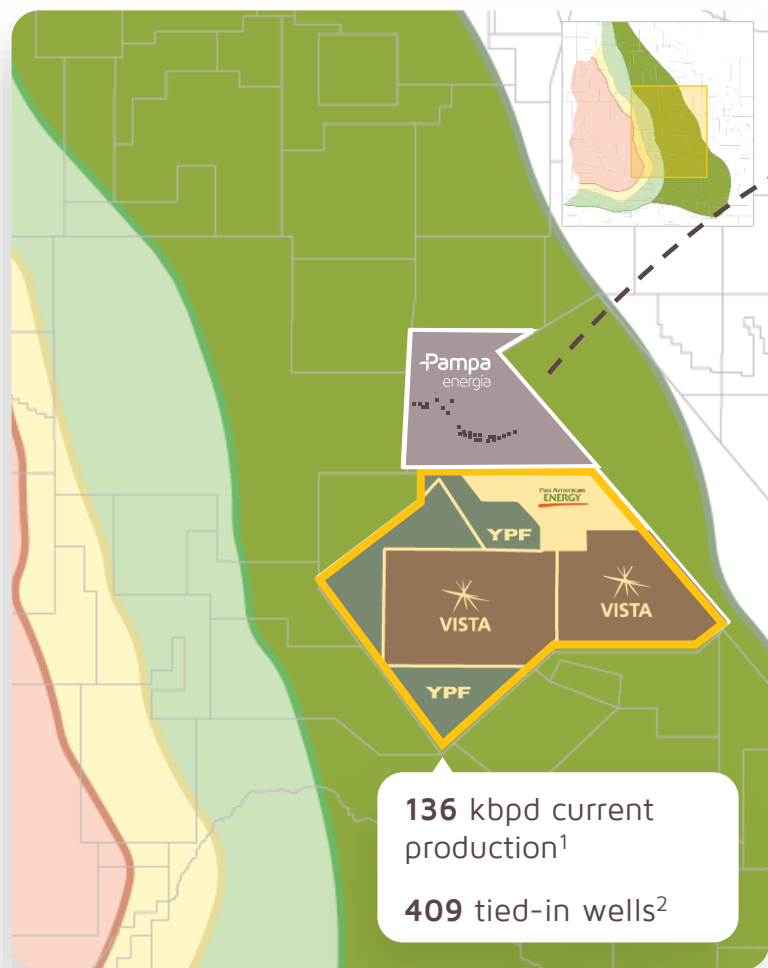 Pampa
energía
Pan American
ENERGY
YPF
VISTA
VISTA
YPF
136 kbpd current
production¹
409 tied-in wells²